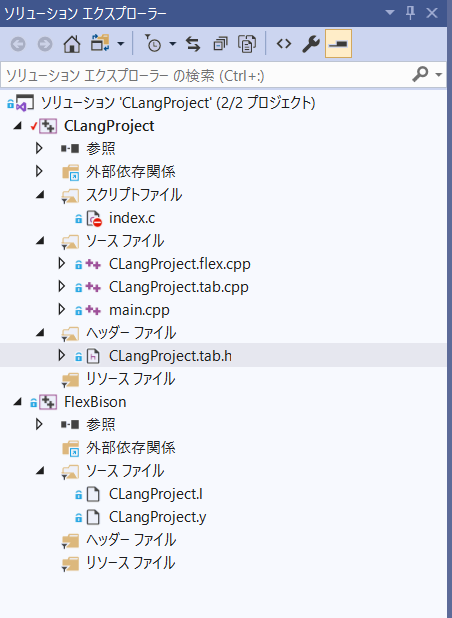 ソリューション エクスプローラー
ソリューション エクスプローラー の検索 (Ctrl+;)
ソリューション 'CLangProject' (2/2 プロジェクト)
CLangProject
参照
外部依存関係
スクリプトファイル
index.c
ソース ファイル
CLangProject.flex.cpp
CLangProject.tab.cpp
main.cpp
ヘッダー ファイル
CLangProject.tab.h
リソース ファイル
FlexBison
参照
外部依存関係
ソース ファイル
CLangProject.l
CLangProject.y
ヘッダー ファイル
リソース ファイル